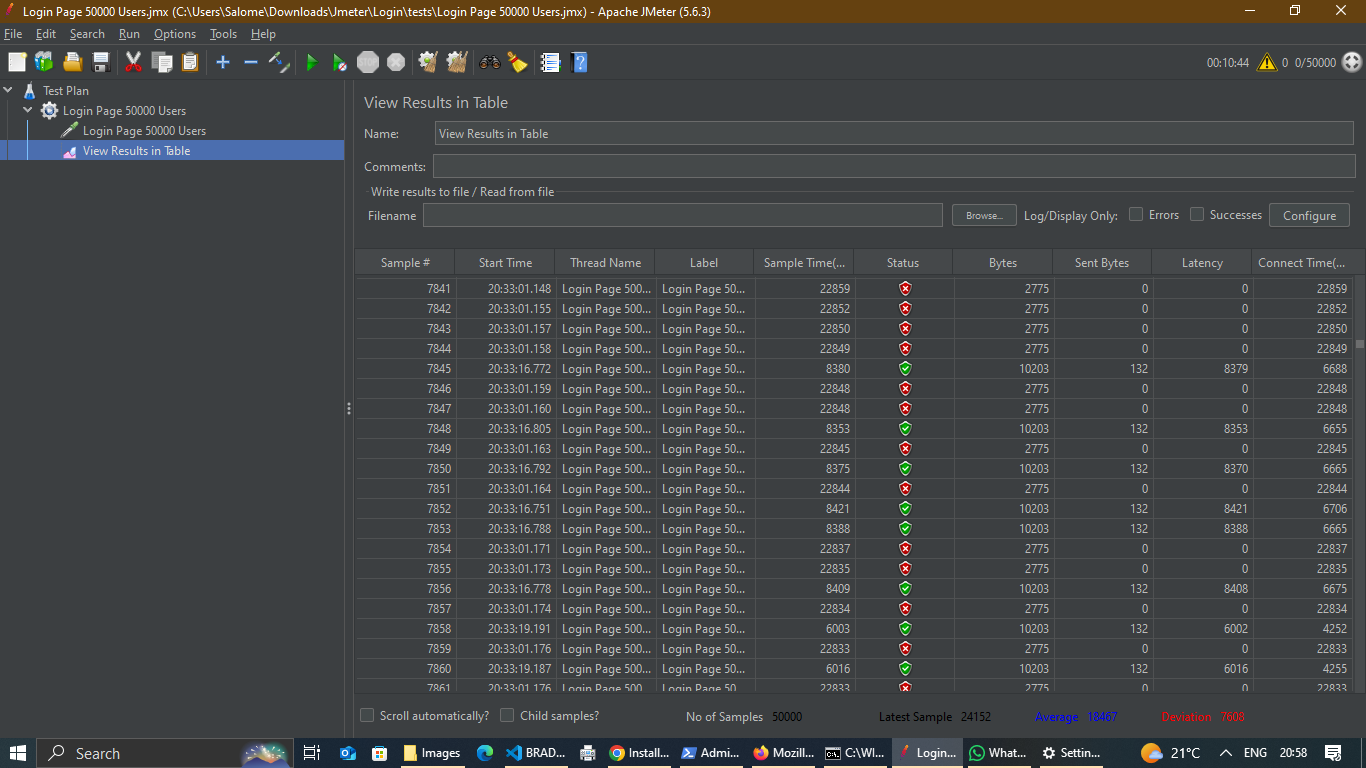 Login Page 50000 Users.jmx (C:\Users\Salome\Downloads\Jmeter\Login\tests\Login Page 50000 Users.jmx) - Apache JMeter (5.6.3)
File Edit Search Run Options Tools Help
STOP 00:10:44 0 0/50000
Test Plan
Login Page 50000 Users
Login Page 50000 Users
View Results in Table
View Results in Table
Name: View Results in Table
Comments:
Write results to file / Read from file
Filename Browse... Log/Display Only: Errors Successes Configure
Sample # Start Time Thread Name Label Sample Time(... Status Bytes Sent Bytes Latency Connect Time(...
7841 20:33:01.148 Login Page 500... Login Page 50... 22859 2775 0 0 22859
7842 20:33:01.155 Login Page 500... Login Page 50... 22852 2775 0 0 22852
7843 20:33:01.157 Login Page 500... Login Page 50... 22850 2775 0 0 22850
7844 20:33:01.158 Login Page 500... Login Page 50... 22849 2775 0 0 22849
7845 20:33:16.772 Login Page 500... Login Page 50... 8380 10203 132 8379 6688
7846 20:33:01.159 Login Page 500... Login Page 50... 22848 2775 0 0 22848
7847 20:33:01.160 Login Page 500... Login Page 50... 22848 2775 0 0 22848
7848 20:33:16.805 Login Page 500... Login Page 50... 8353 10203 132 8353 6655
7849 20:33:01.163 Login Page 500... Login Page 50... 22845 2775 0 0 22845
7850 20:33:16.792 Login Page 500... Login Page 50... 8375 10203 132 8370 6665
7851 20:33:01.164 Login Page 500... Login Page 50... 22844 2775 0 0 22844
7852 20:33:16.751 Login Page 500... Login Page 50... 8421 10203 132 8421 6706
7853 20:33:16.788 Login Page 500... Login Page 50... 8388 10203 132 8388 6665
7854 20:33:01.171 Login Page 500... Login Page 50... 22837 2775 0 0 22837
7855 20:33:01.173 Login Page 500... Login Page 50... 22835 2775 0 0 22835
7856 20:33:16.778 Login Page 500... Login Page 50... 8409 10203 132 8408 6675
7857 20:33:01.174 Login Page 500... Login Page 50... 22834 2775 0 0 22834
7858 20:33:19.191 Login Page 500... Login Page 50... 6003 10203 132 6002 4252
7859 20:33:01.176 Login Page 500... Login Page 50... 22833 2775 0 0 22833
7860 20:33:19.187 Login Page 500... Login Page 50... 6016 10203 132 6016 4255
7861 20:33:01.176 Login Page 500... Login Page 50... 22833 2775 0 0 22833
Scroll automatically? Child samples? No of Samples 50000 Latest Sample 24152 Average 18467 Deviation 7608
Search Images BRAD... Install... Admi... Mozill... C:\WI... Login... What... Settin... 21°C ENG 20:58